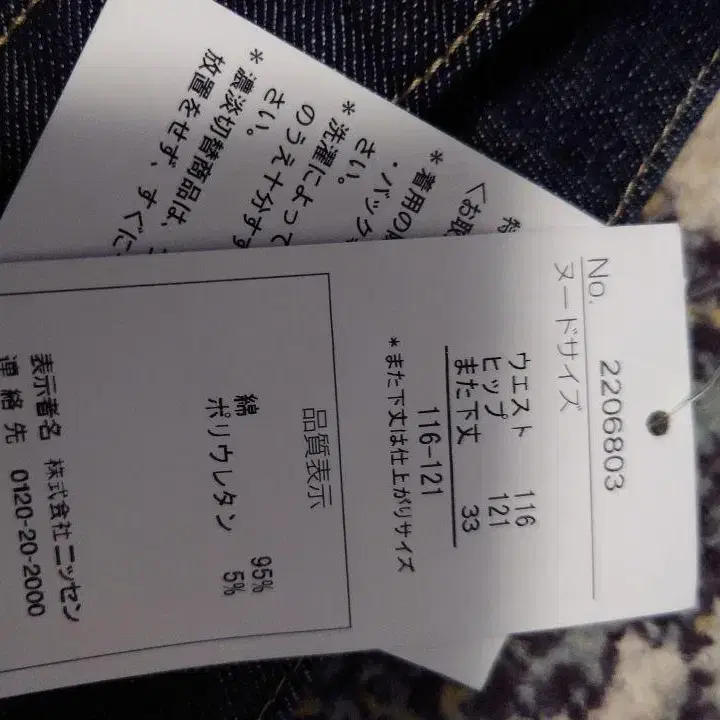 No. 2206803
ヌードサイズ
ウエスト 116
ヒップ 121
また下丈 33
116-121
*また下丈は仕上がりサイズ
品質表示
綿 95%
ポリウレタン 5%
表示者名 株式会社ニッセン
連絡先 0120-20-2000
*着用の
<お取
・バック
さい。
*洗濯によって
のうえ十分す
さい。
*濃淡切替商品は、
放置をせず、すぐに